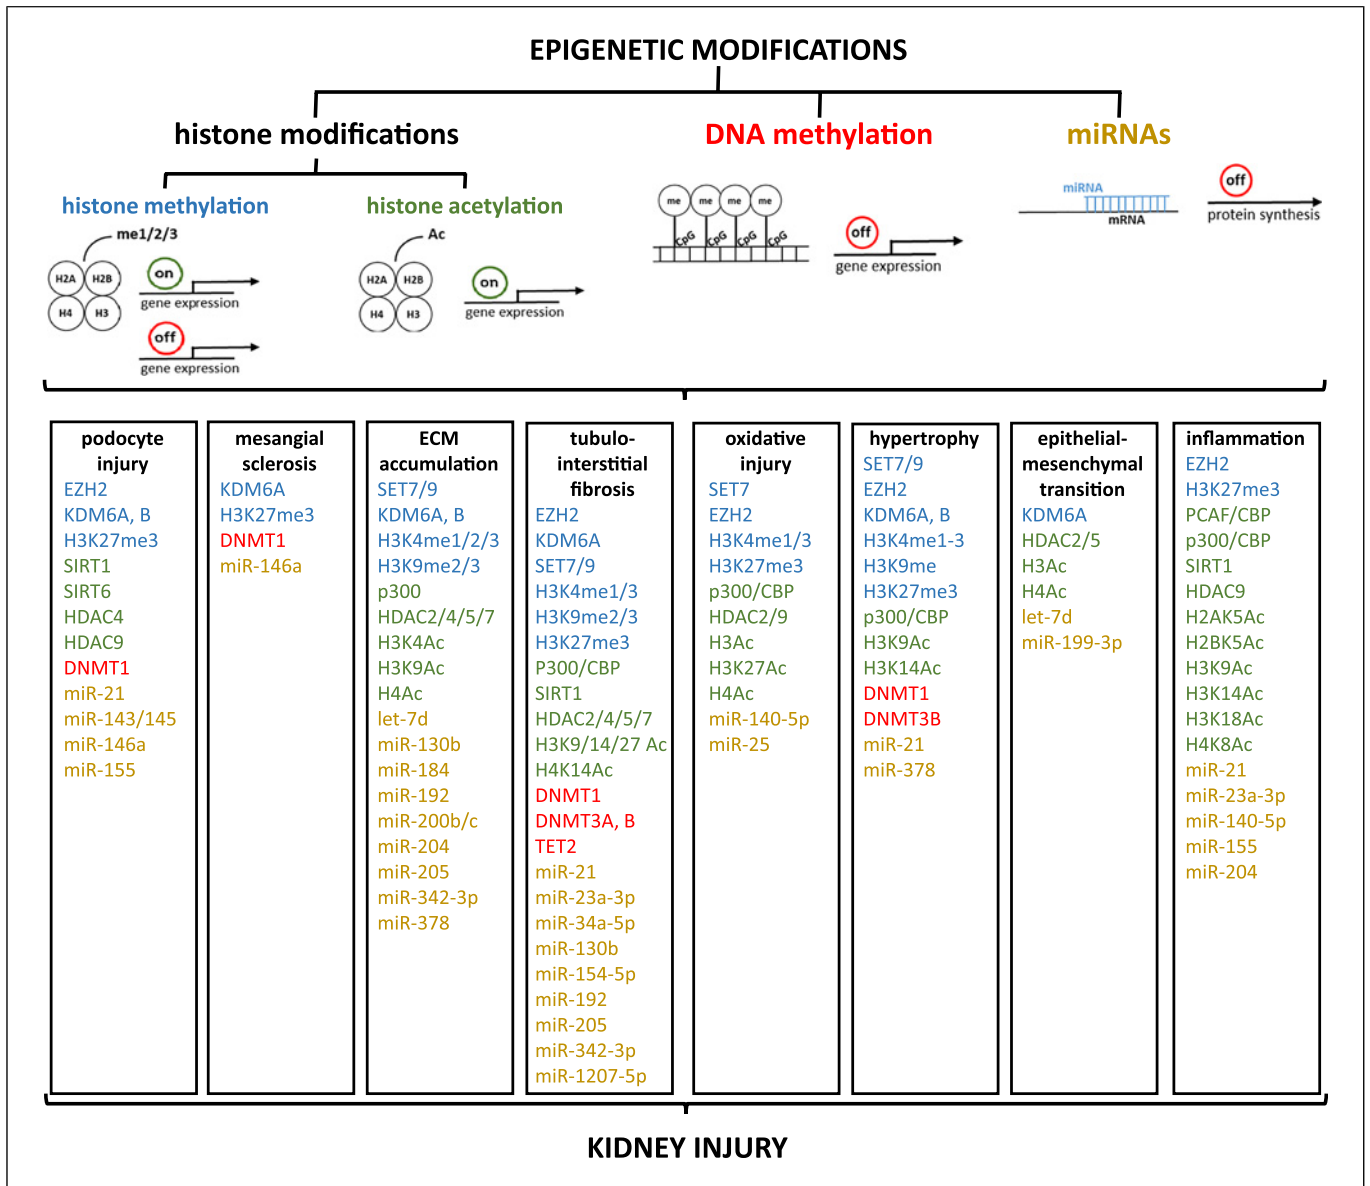 EPIGENETIC MODIFICATIONS
histone modifications
DNA methylation
miRNAs
histone methylation
me1/2/3
H2A
H2B
H4
H3
on
gene expression
off
gene expression
histone acetylation
Ac
H2A
H2B
H4
H3
on
gene expression
me me me me
CpG CpG CpG CpG
off
gene expression
miRNA
mRNA
off
protein synthesis
podocyte
injury
EZH2
KDM6A, B
H3K27me3
SIRT1
SIRT6
HDAC4
HDAC9
DNMT1
miR-21
miR-143/145
miR-146a
miR-155
mesangial
sclerosis
KDM6A
H3K27me3
DNMT1
miR-146a
ECM
accumulation
SET7/9
KDM6A, B
H3K4me1/2/3
H3K9me2/3
p300
HDAC2/4/5/7
H3K4Ac
H3K9Ac
H4Ac
let-7d
miR-130b
miR-184
miR-192
miR-200b/c
miR-204
miR-205
miR-342-3p
miR-378
tubulo-
interstitial
fibrosis
EZH2
KDM6A
SET7/9
H3K4me1/3
H3K9me2/3
H3K27me3
P300/CBP
SIRT1
HDAC2/4/5/7
H3K9/14/27 Ac
H4K14Ac
DNMT1
DNMT3A, B
TET2
miR-21
miR-23a-3p
miR-34a-5p
miR-130b
miR-154-5p
miR-192
miR-205
miR-342-3p
miR-1207-5p
oxidative
injury
SET7
EZH2
H3K4me1/3
H3K27me3
p300/CBP
HDAC2/9
H3Ac
H3K27Ac
H4Ac
miR-140-5p
miR-25
hypertrophy
SET7/9
EZH2
KDM6A, B
H3K4me1-3
H3K9me
H3K27me3
p300/CBP
H3K9Ac
H3K14Ac
DNMT1
DNMT3B
miR-21
miR-378
epithelial-
mesenchymal
transition
KDM6A
HDAC2/5
H3Ac
H4Ac
let-7d
miR-199-3p
inflammation
EZH2
H3K27me3
PCAF/CBP
p300/CBP
SIRT1
HDAC9
H2AK5Ac
H2BK5Ac
H3K9Ac
H3K14Ac
H3K18Ac
H4K8Ac
miR-21
miR-23a-3p
miR-140-5p
miR-155
miR-204
KIDNEY INJURY